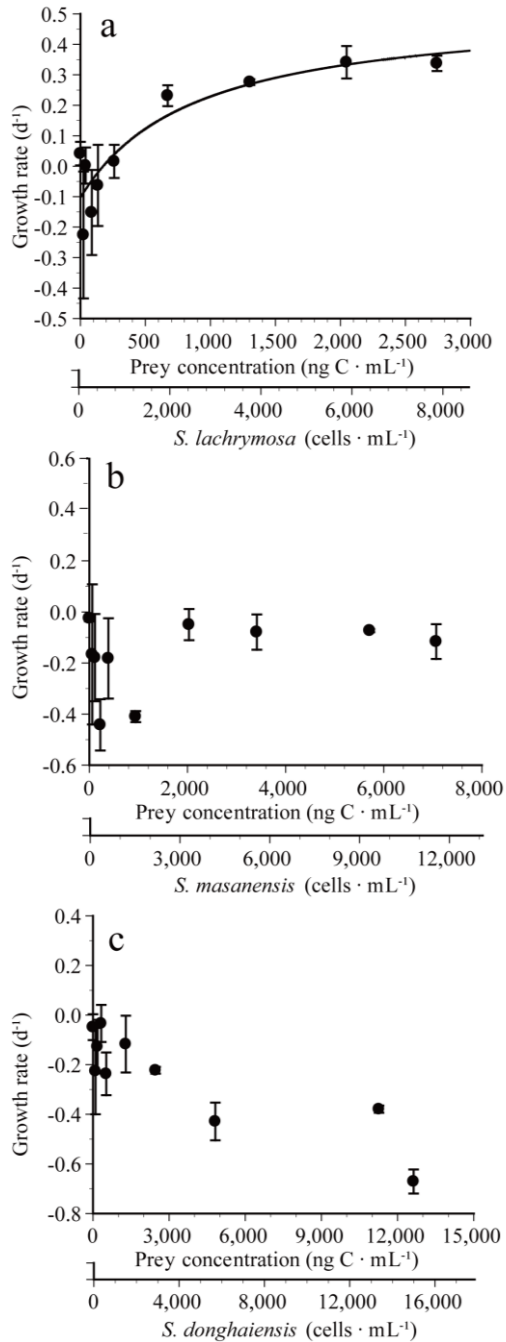 a
0.5
0.4
0.3
0.2
0.1
0.0
-0.1
-0.2
-0.3
-0.4
-0.5
Growth rate (d⁻¹)
0 500 1,000 1,500 2,000 2,500 3,000
Prey concentration (ng C · mL⁻¹)
0 2,000 4,000 6,000 8,000
S. lachrymosa (cells · mL⁻¹)
b
0.6
0.4
0.2
0.0
-0.2
-0.4
-0.6
Growth rate (d⁻¹)
0 2,000 4,000 6,000 8,000
Prey concentration (ng C · mL⁻¹)
0 3,000 6,000 9,000 12,000
S. masanensis (cells · mL⁻¹)
c
0.4
0.2
0.0
-0.2
-0.4
-0.6
-0.8
Growth rate (d⁻¹)
0 3,000 6,000 9,000 12,000 15,000
Prey concentration (ng C · mL⁻¹)
0 4,000 8,000 12,000 16,000
S. donghaiensis (cells · mL⁻¹)